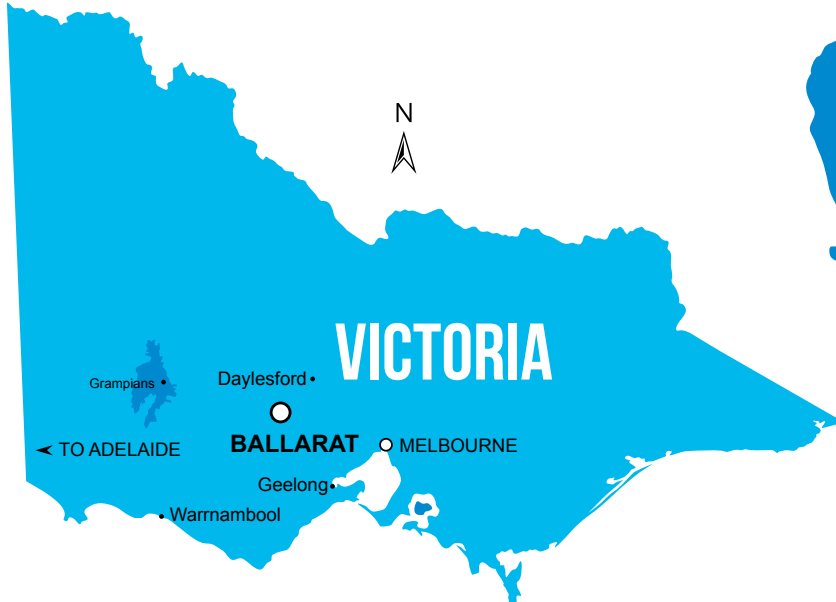 N
VICTORIA
Grampians
Daylesford
BALLARAT
TO ADELAIDE
MELBOURNE
Geelong
Warrnambool